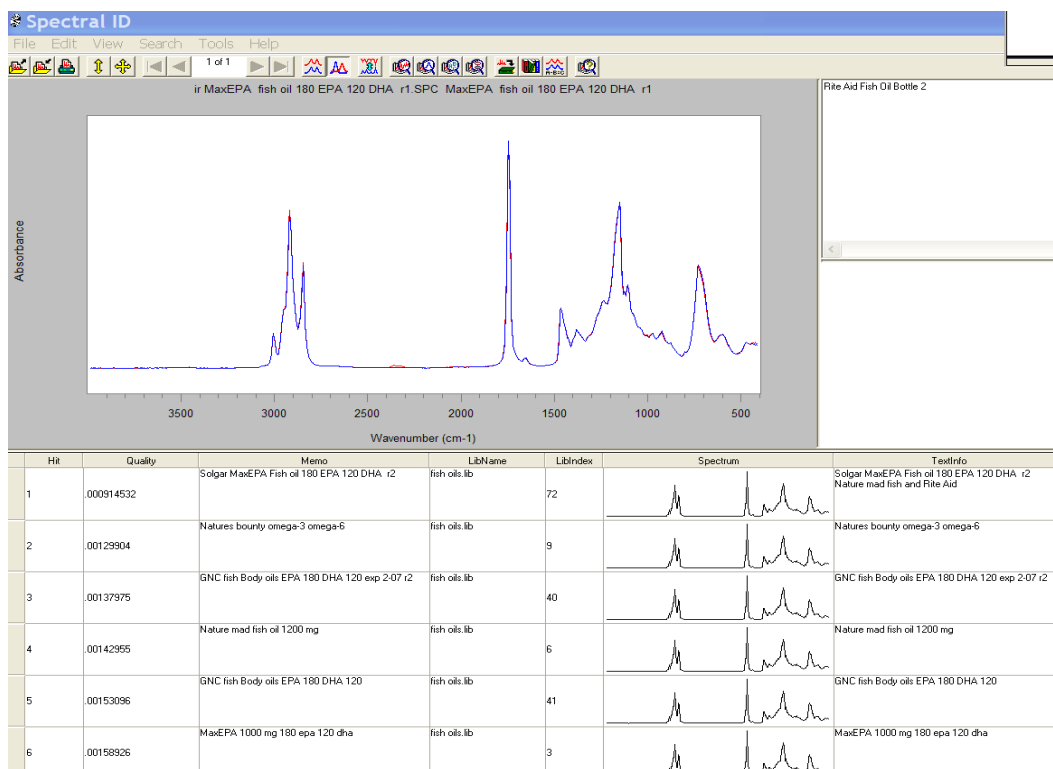 Spectral ID
File Edit View Search Tools Help
1 of 1
A-B=C
ir MaxEPA fish oil 180 EPA 120 DHA r1.SPC MaxEPA fish oil 180 EPA 120 DHA r1
Rite Aid Fish Oil Bottle 2
Absorbance
3500 3000 2500 2000 1500 1000 500
Wavenumber (cm-1)
Hit Quality Memo LibName LibIndex Spectrum TextInfo
1 .000914532 Solgar MaxEPA Fish oil 180 EPA 120 DHA r2 fish oils.lib 72 Solgar MaxEPA Fish oil 180 EPA 120 DHA r2
Nature mad fish and Rite Aid
2 .00129904 Natures bounty omega-3 omega-6 fish oils.lib 9 Natures bounty omega-3 omega-6
3 .00137975 GNC fish Body oils EPA 180 DHA 120 exp 2-07 r2 fish oils.lib 40 GNC fish Body oils EPA 180 DHA 120 exp 2-07 r2
4 .00142955 Nature mad fish oil 1200 mg fish oils.lib 6 Nature mad fish oil 1200 mg
5 .00153096 GNC fish Body oils EPA 180 DHA 120 fish oils.lib 41 GNC fish Body oils EPA 180 DHA 120
6 .00158926 MaxEPA 1000 mg 180 epa 120 dha fish oils.lib 3 MaxEPA 1000 mg 180 epa 120 dha